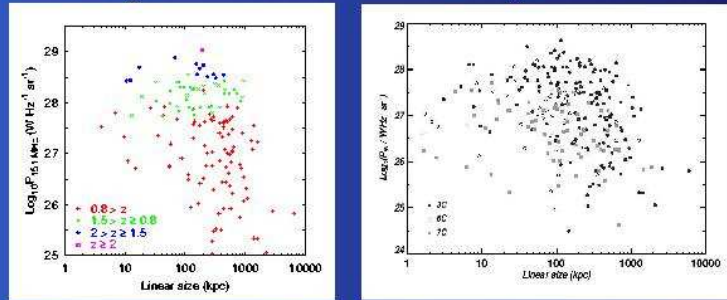 29
28
27
26
25
Log10P151 MHz (W Hz-1 sr-1)
0.8 > z
1.5 > z ≥ 0.8
2 > z ≥ 1.5
z ≥ 2
1 10 100 1000 10000
Linear size (kpc)
29
28
27
26
25
24
3C
6C
7C
1 10 100 1000 10000
Linear size (kpc)